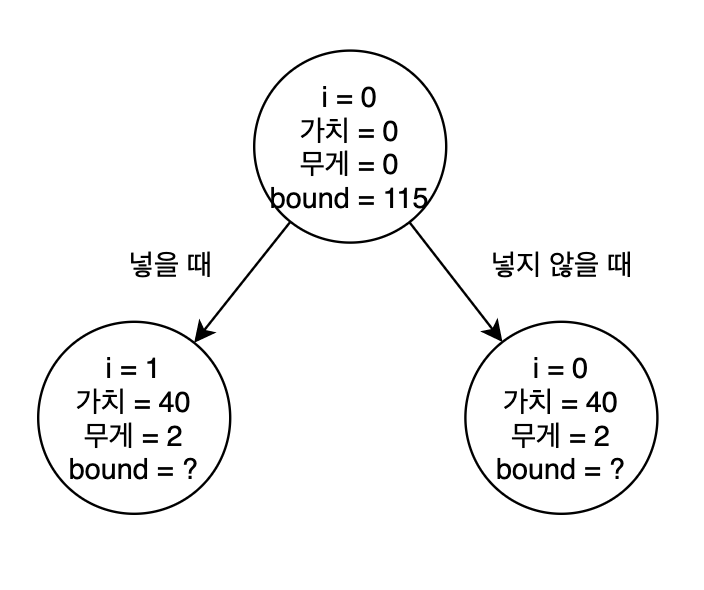 i = 0
가치 = 0
무게 = 0
bound = 115
넣을 때
넣지 않을 때
i = 1
가치 = 40
무게 = 2
bound = ?
i = 0
가치 = 40
무게 = 2
bound = ?